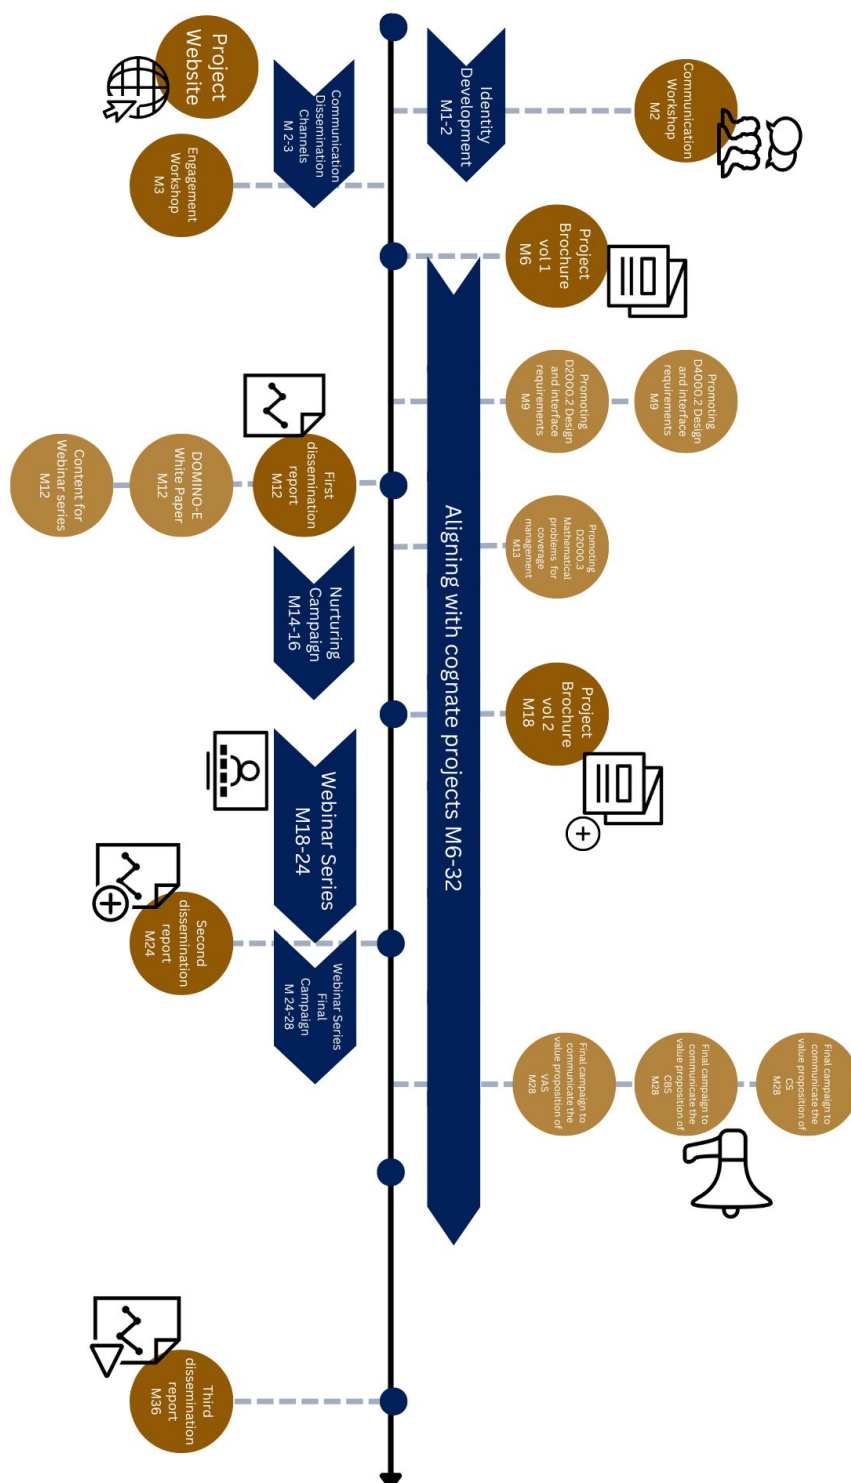 Project
Website
Communication
Dissemination
Channels
M 2-3
Engagement
Workshop
M3
Identity
Development
M1-2
Communication
Workshop
M2
Project
Brochure
vol 1
M6
Promoting
D2000.2 Design
and interface
requirements
M9
Promoting
D4000.2 Design
and interface
requirements
M9
First
dissemination
report
M12
DOMINO-E
White Paper
M12
Content for
Webinar series
M12
Promoting
D2000.3
Mathematical
problems for
coverage
management
M13
Aligning with cognate projects M6-32
Nurturing
Campaign
M14-16
Project
Brochure
vol 2
M18
Webinar Series
M18-24
Second
dissemination
report
M24
Webinar Series
Final
Campaign
M 24-28
Final campaign to
communicate the
value proposition of
VAS
M28
Final campaign to
communicate the
value proposition of
CBS
M28
Final campaign to
communicate the
value proposition of
CS
M28
Third
dissemination
report
M36